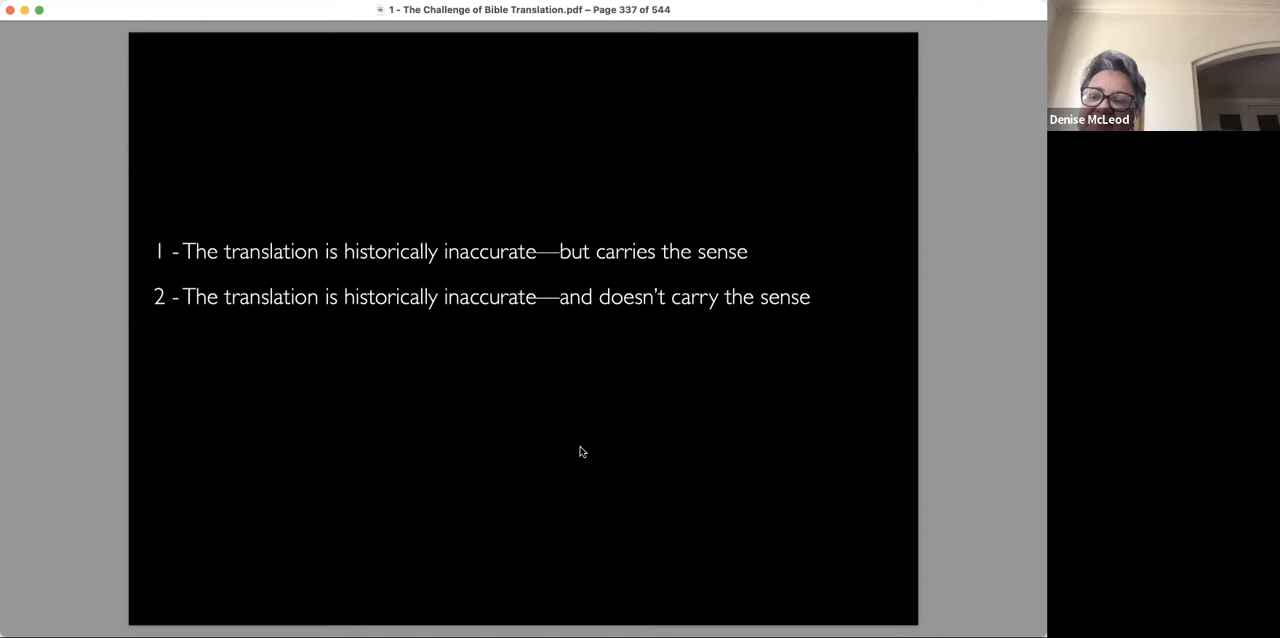 1 - The Challenge of Bible Translation.pdf – Page 337 of 544
Denise McLeod
1 - The translation is historically inaccurate—but carries the sense
2 - The translation is historically inaccurate—and doesn’t carry the sense